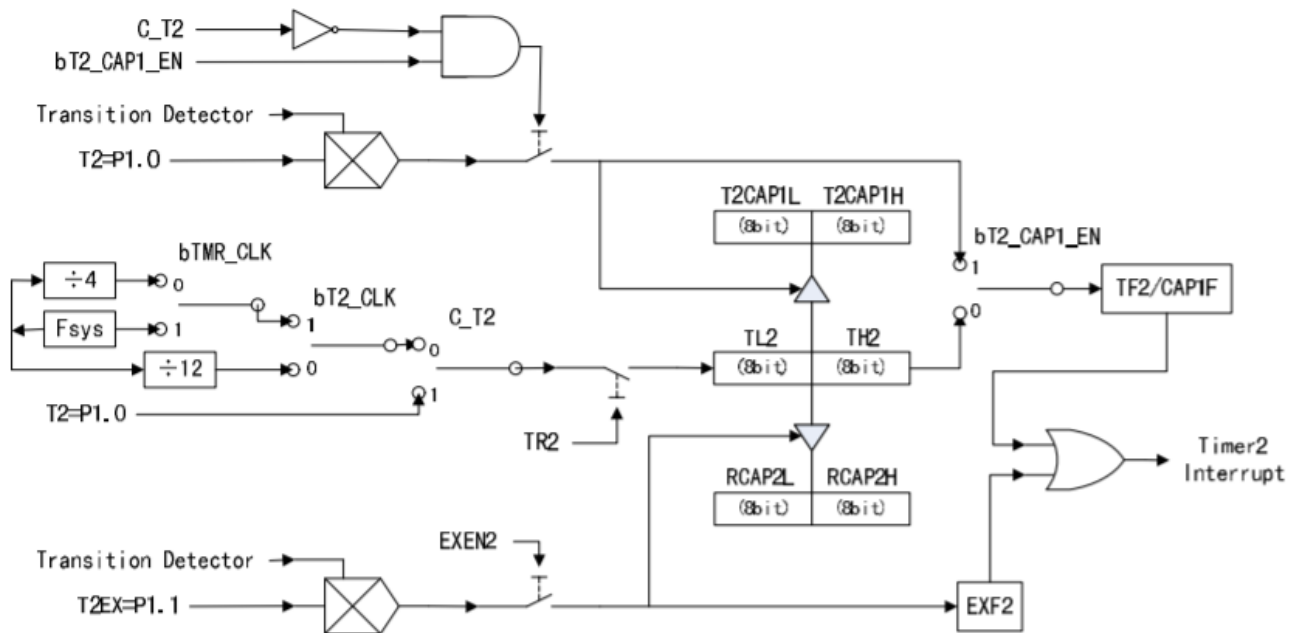 C_T2
bT2_CAP1_EN
Transition Detector
T2=P1.0
T2CAP1L T2CAP1H
(8bit) (8bit)
bT2_CAP1_EN
1
0
TF2/CAP1F
bTMR_CLK
÷4
0
Fsys
1
÷12
bT2_CLK
1
0
C_T2
0
1
T2=P1.0
TR2
TL2 TH2
(8bit) (8bit)
RCAP2L RCAP2H
(8bit) (8bit)
Timer2
Interrupt
EXEN2
Transition Detector
T2EX=P1.1
EXF2